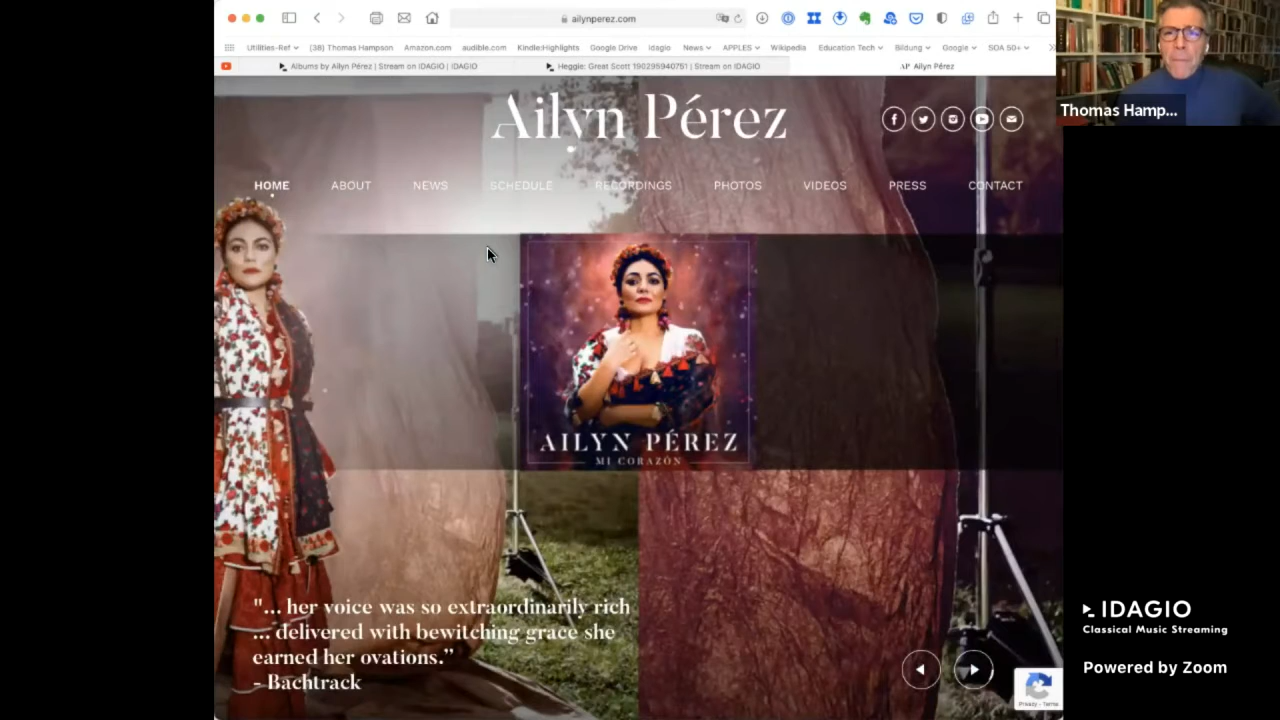 ailynperez.com
Utilities-Ref
(38) Thomas Hampson
Amazon.com
audible.com
Kindle:Highlights
Google Drive
idagio
News
APPLES
Wikipedia
Education Tech
Bildung
Google
SOA 50+
Albums by Ailyn Pérez | Stream on IDAGIO | IDAGIO
Heggie: Great Scott 190295940751 | Stream on IDAGIO
AP Ailyn Pérez
Thomas Hamp...
Ailyn Pérez
HOME
ABOUT
NEWS
SCHEDULE
RECORDINGS
PHOTOS
VIDEOS
PRESS
CONTACT
AILYN PÉREZ
MI CORAZÓN
"... her voice was so extraordinarily rich
... delivered with bewitching grace she
earned her ovations.”
- Bachtrack
Privacy - Terms
IDAGIO
Classical Music Streaming
Powered by Zoom